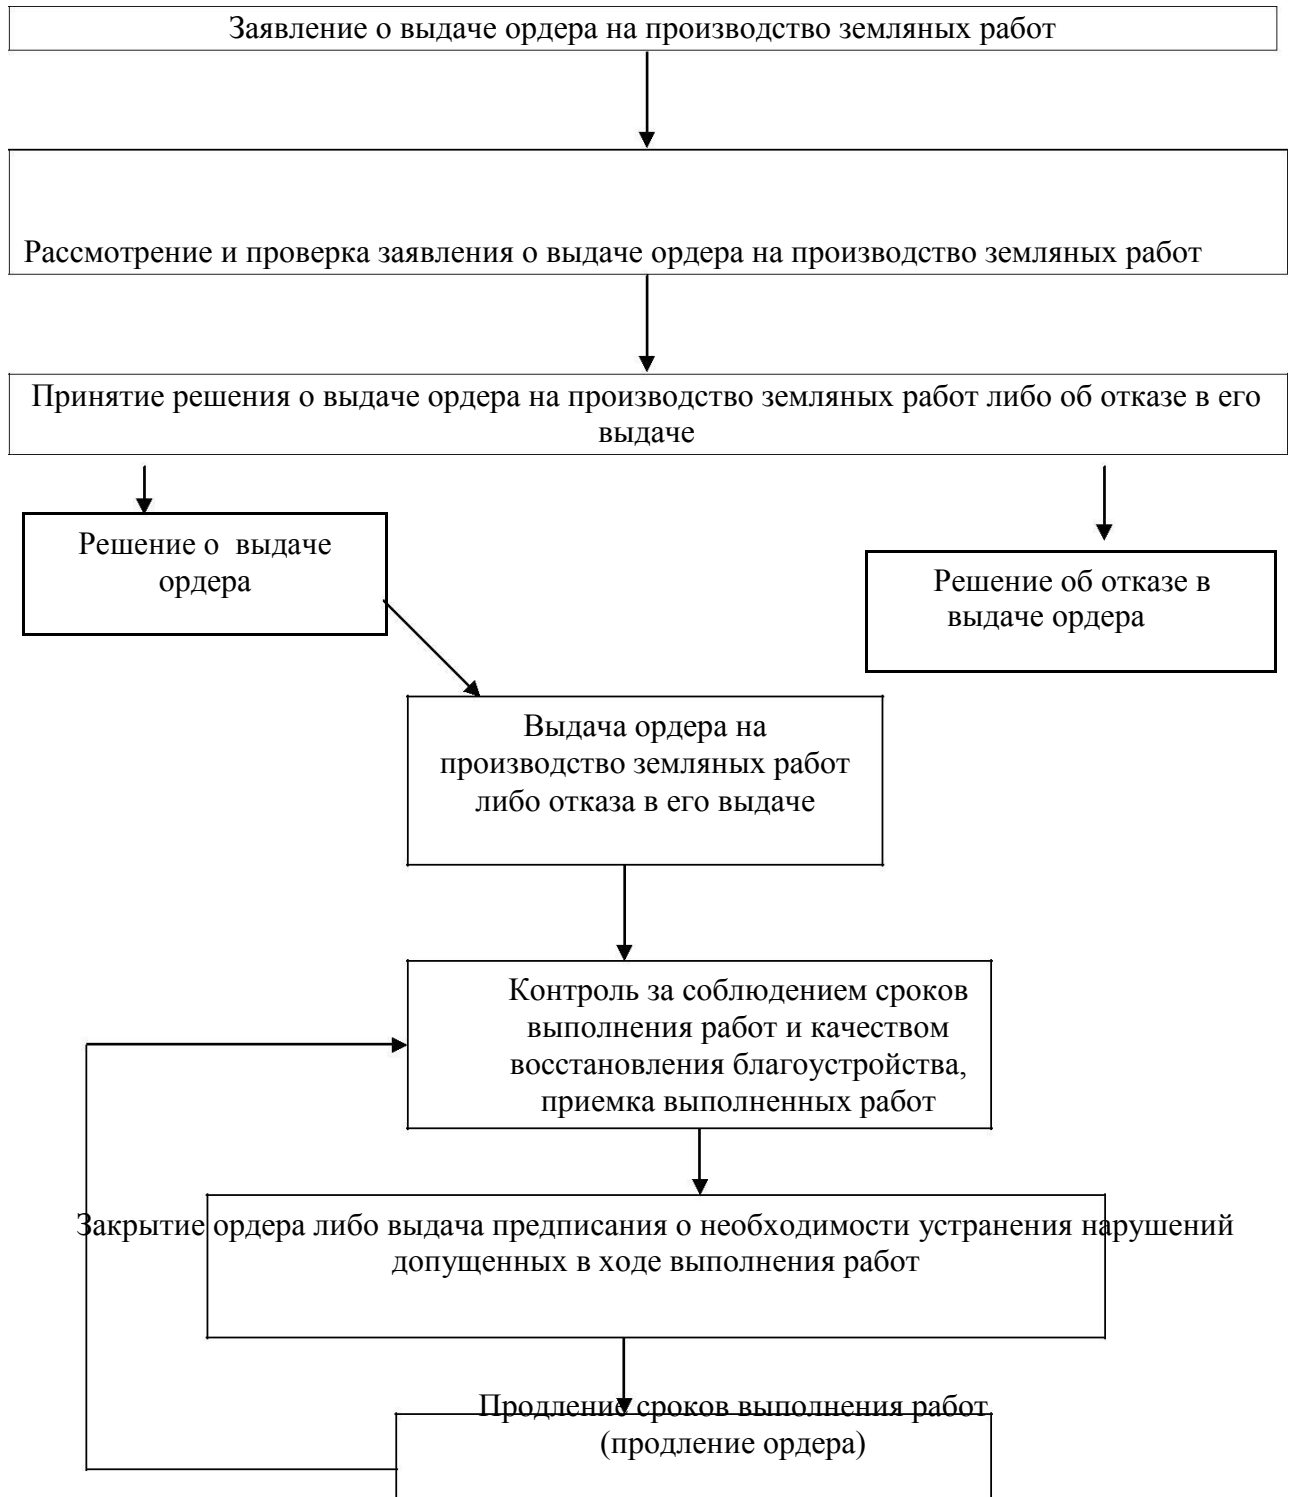 Заявление о выдаче ордера на производство земляных работ
Рассмотрение и проверка заявления о выдаче ордера на производство земляных работ
Принятие решения о выдаче ордера на производство земляных работ либо об отказе в его
выдаче
Решение о выдаче
ордера
Решение об отказе в
выдаче ордера
Выдача ордера на
производство земляных работ
либо отказа в его выдаче
Контроль за соблюдением сроков
выполнения работ и качеством
восстановления благоустройства,
приемка выполненных работ
Закрытие ордера либо выдача предписания о необходимости устранения нарушений
допущенных в ходе выполнения работ
Продление сроков выполнения работ
(продление ордера)